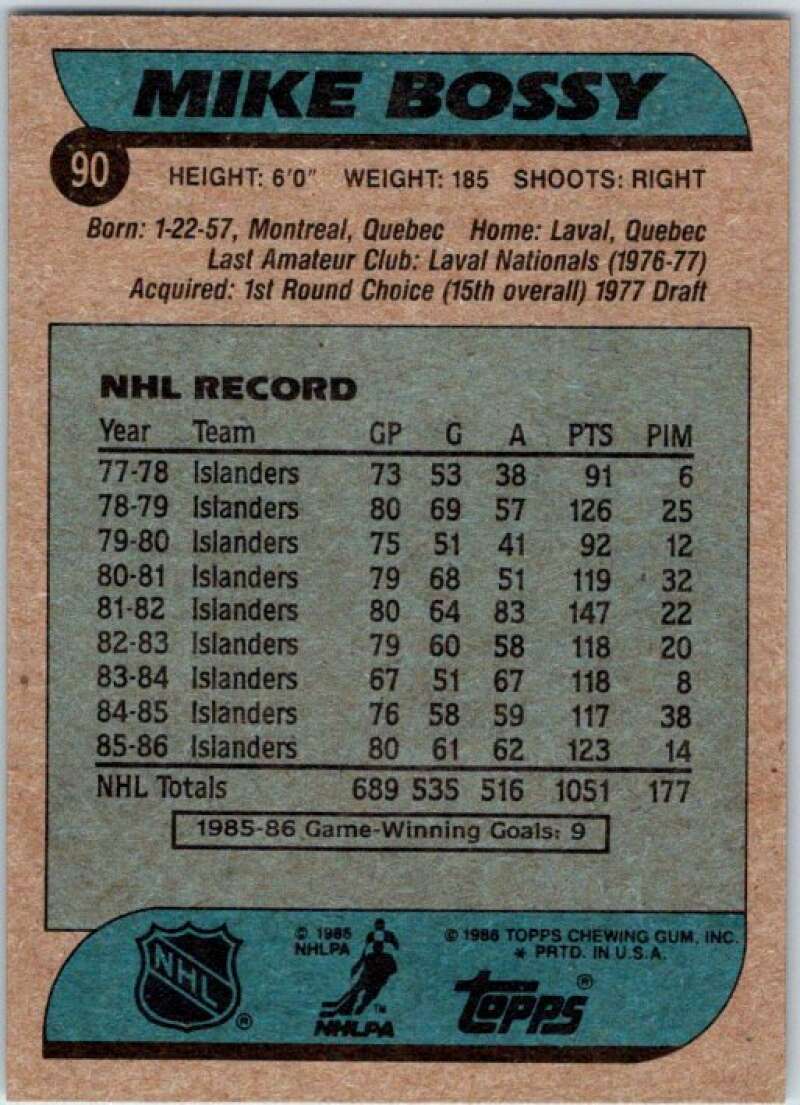 MIKE BOSSY
90
HEIGHT: 6'0" WEIGHT: 185 SHOOTS: RIGHT
Born: 1-22-57, Montreal, Quebec Home: Laval, Quebec
Last Amateur Club: Laval Nationals (1976-77)
Acquired: 1st Round Choice (15th overall) 1977 Draft
NHL RECORD
Year Team GP G A PTS PIM
77-78 Islanders 73 53 38 91 6
78-79 Islanders 80 69 57 126 25
79-80 Islanders 75 51 41 92 12
80-81 Islanders 79 68 51 119 32
81-82 Islanders 80 64 83 147 22
82-83 Islanders 79 60 58 118 20
83-84 Islanders 67 51 67 118 8
84-85 Islanders 76 58 59 117 38
85-86 Islanders 80 61 62 123 14
NHL Totals 689 535 516 1051 177
1985-86 Game-Winning Goals: 9
NHL ®
© 1986
NHLPA
™
NHLPA
© 1986 TOPPS CHEWING GUM, INC.
* PRTD. IN U.S.A.
Topps ®